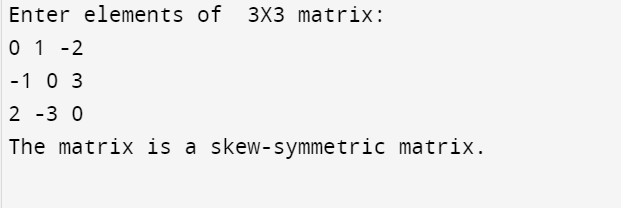 Enter elements of  3X3 matrix:
0 1 -2
-1 0 3
2 -3 0
The matrix is a skew-symmetric matrix.